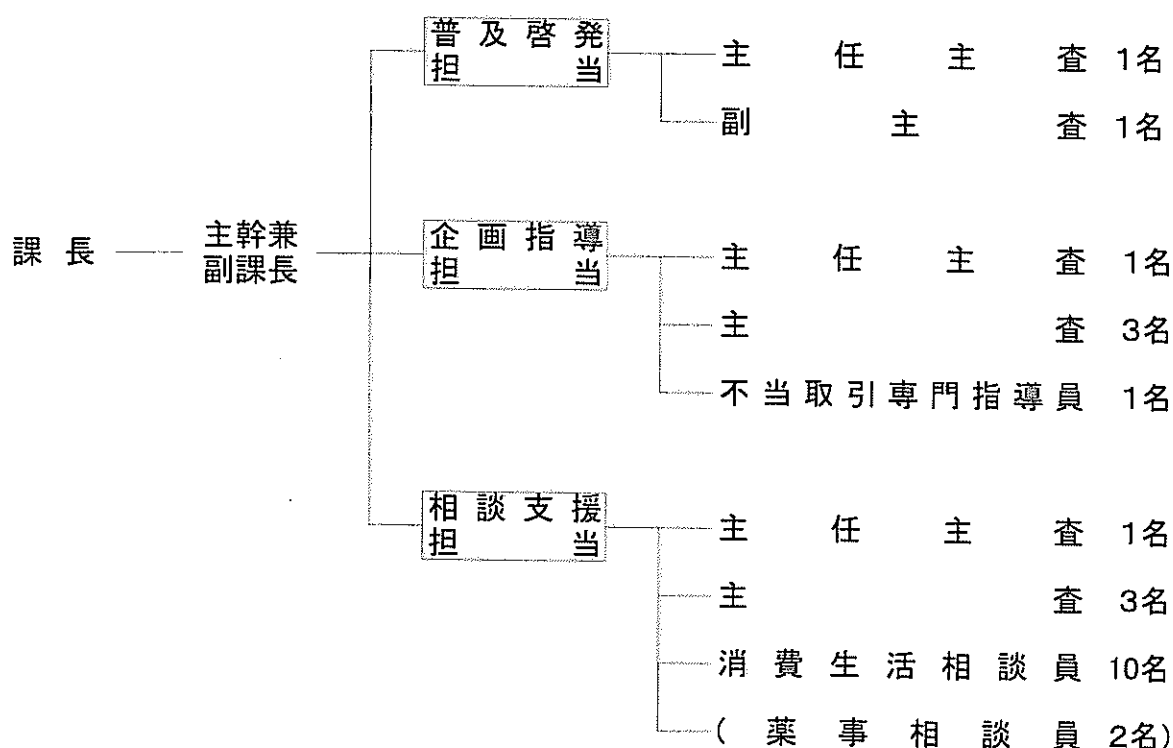 普及啓発
担当
主任主査 1名
副主査 1名
課長
主幹兼
副課長
企画指導
担当
主任主査 1名
主査 3名
不当取引専門指導員 1名
相談支援
担当
主任主査 1名
主査 3名
消費生活相談員 10名
(薬事相談員 2名)